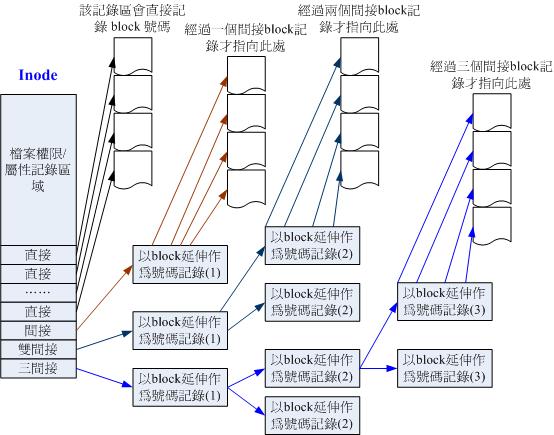 該記錄區會直接記
錄 block 號碼
經過一個間接block記
錄才指向此處
經過兩個間接block記
錄才指向此處
經過三個間接block記
錄才指向此處
Inode
檔案權限/
屬性記錄區
域
直接
直接
……
直接
間接
雙間接
三間接
以block延伸作
為號碼記錄(1)
以block延伸作
為號碼記錄(1)
以block延伸作
為號碼記錄(1)
以block延伸作
為號碼記錄(2)
以block延伸作
為號碼記錄(2)
以block延伸作
為號碼記錄(2)
以block延伸作
為號碼記錄(2)
以block延伸作
為號碼記錄(3)
以block延伸作
為號碼記錄(3)